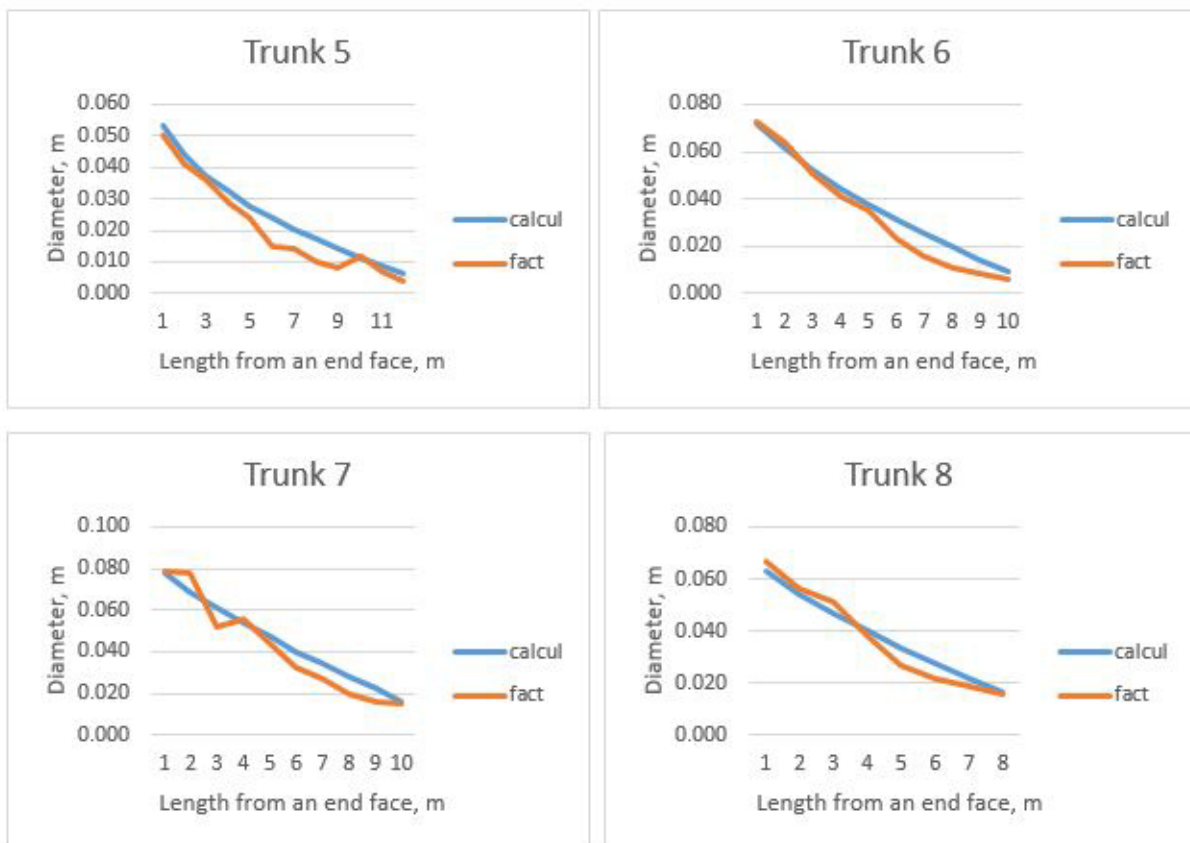 Trunk 5
0.060
0.050
0.040
0.030
0.020
0.010
0.000
Diameter, m
1 3 5 7 9 11
Length from an end face, m
calcul
fact
Trunk 6
0.080
0.060
0.040
0.020
0.000
Diameter, m
1 2 3 4 5 6 7 8 9 10
Length from an end face, m
calcul
fact
Trunk 7
0.100
0.080
0.060
0.040
0.020
0.000
Diameter, m
1 2 3 4 5 6 7 8 9 10
Length from an end face, m
calcul
fact
Trunk 8
0.080
0.060
0.040
0.020
0.000
Diameter, m
1 2 3 4 5 6 7 8
Length from an end face, m
calcul
fact